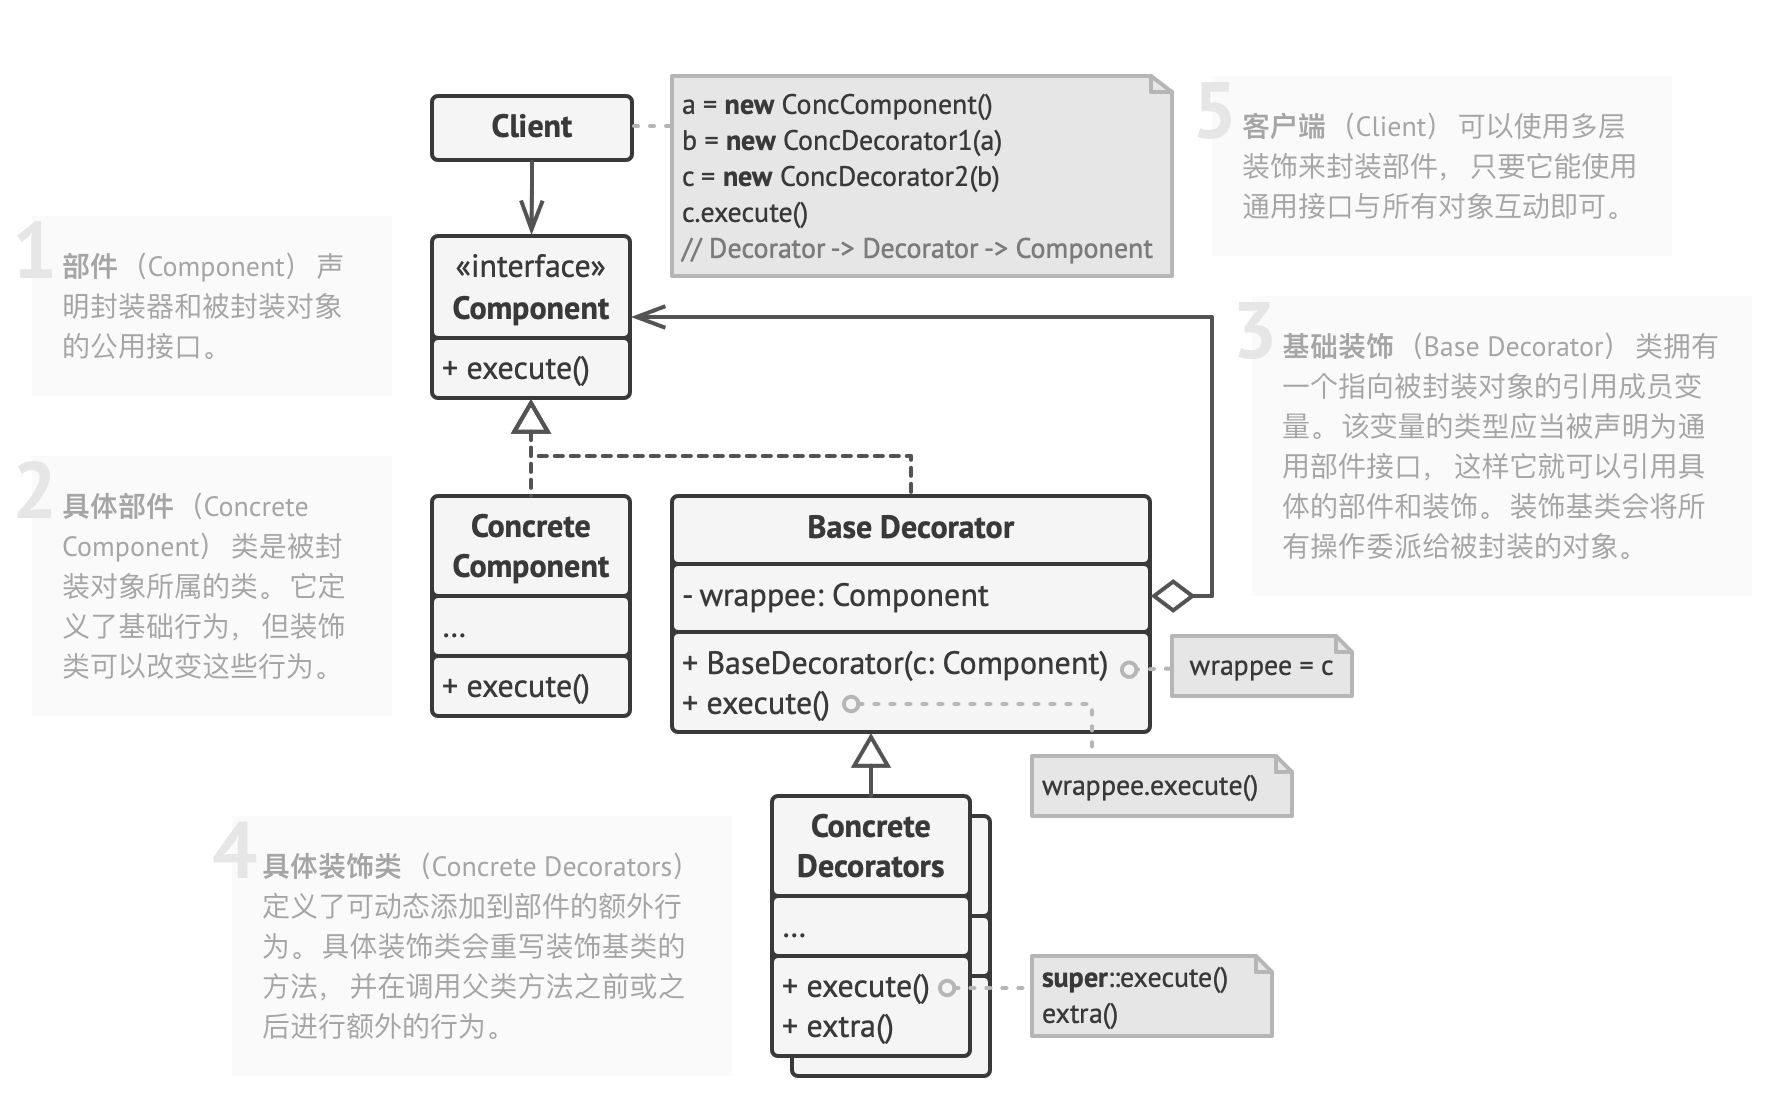 Client
a = new ConcComponent()
b = new ConcDecorator1(a)
c = new ConcDecorator2(b)
c.execute()
// Decorator -> Decorator -> Component
5
客户端（Client）可以使用多层
装饰来封装部件，只要它能使用
通用接口与所有对象互动即可。
1
部件（Component）声
明封装器和被封装对象
的公用接口。
«interface»
Component
+ execute()
3
基础装饰（Base Decorator）类拥有
一个指向被封装对象的引用成员变
量。该变量的类型应当被声明为通
用部件接口，这样它就可以引用具
体的部件和装饰。装饰基类会将所
有操作委派给被封装的对象。
2
具体部件（Concrete
Component）类是被封
装对象所属的类。它定
义了基础行为，但装饰
类可以改变这些行为。
Concrete
Component
...
+ execute()
Base Decorator
- wrappee: Component
+ BaseDecorator(c: Component)
+ execute()
wrappee = c
wrappee.execute()
4
具体装饰类（Concrete Decorators）
定义了可动态添加到部件的额外行
为。具体装饰类会重写装饰基类的
方法，并在调用父类方法之前或之
后进行额外的行为。
Concrete
Decorators
...
+ execute()
+ extra()
super::execute()
extra()